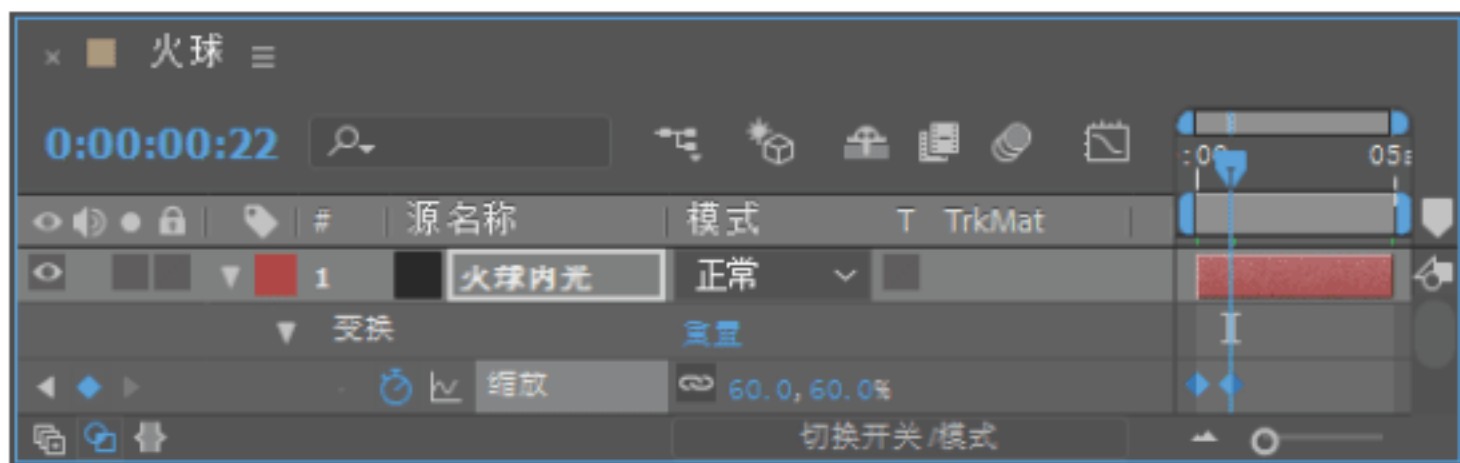 火球
0:00:00:22
:00 05s
# 源名称 模式 T TrkMat
1 火球内光 正常
变换 重置
缩放 60.0,60.0%
切换开关/模式